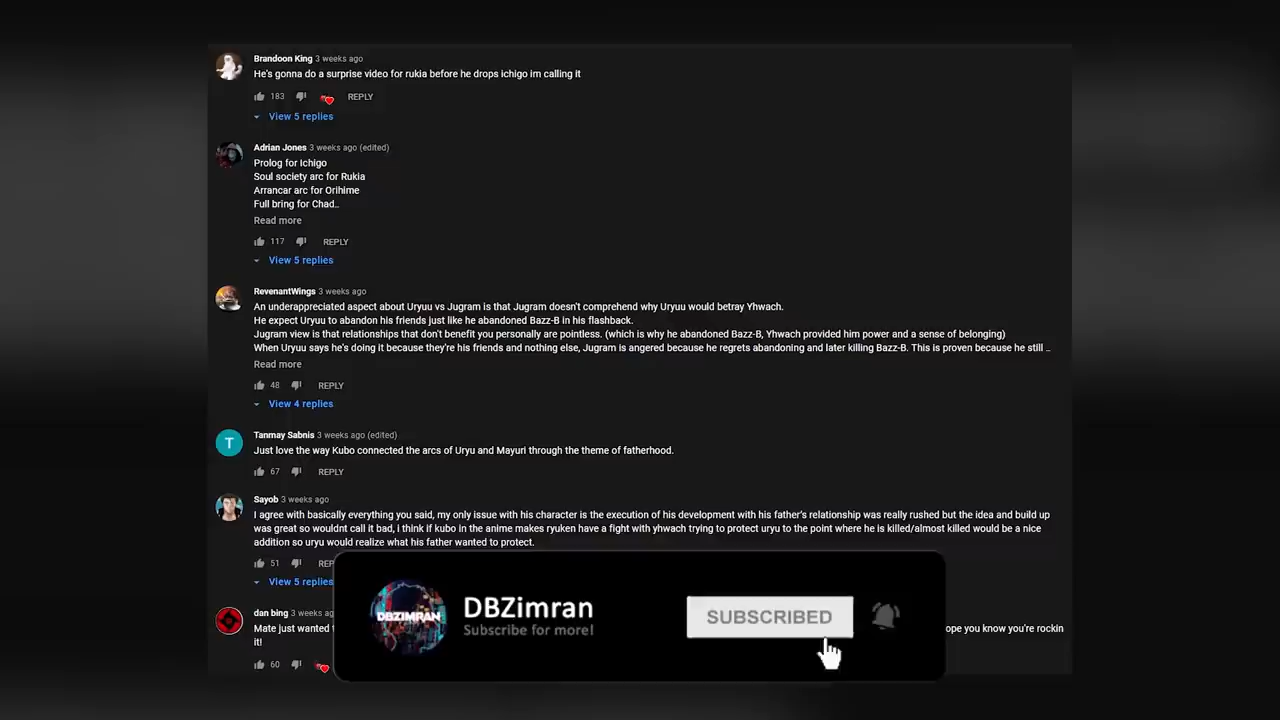 Brandoon King 3 weeks ago
He's gonna do a surprise video for rukia before he drops ichigo im calling it
183 REPLY
View 5 replies
Adrian Jones 3 weeks ago (edited)
Prolog for Ichigo
Soul society arc for Rukia
Arrancar arc for Orihime
Full bring for Chad…
Read more
117 REPLY
View 5 replies
RevenantWings 3 weeks ago
An underappreciated aspect about Uryuu vs Jugram is that Jugram doesn't comprehend why Uryuu would betray Yhwach.
He expect Uryuu to abandon his friends just like he abandoned Bazz-B in his flashback.
Jugram view is that relationships that don't benefit you personally are pointless. (which is why he abandoned Bazz-B, Yhwach provided him power and a sense of belonging)
When Uryuu says he's doing it because they're his friends and nothing else, Jugram is angered because he regrets abandoning and later killing Bazz-B. This is proven because he still …
Read more
48 REPLY
View 4 replies
T
Tanmay Sabnis 3 weeks ago (edited)
Just love the way Kubo connected the arcs of Uryu and Mayuri through the theme of fatherhood.
67 REPLY
Sayob 3 weeks ago
I agree with basically everything you said, my only issue with his character is the execution of his development with his father's relationship was really rushed but the idea and build up
was great so wouldnt call it bad, i think if kubo in the anime makes ryuken have a fight with yhwach trying to protect uryu to the point where he is killed/almost killed would be a nice
addition so uryu would realize what his father wanted to protect.
51 REP
View 5 replies
dan bing 3 weeks ag
Mate just wanted ope you know you're rockin
it!
60
DBZIMRAN
DBZimran
Subscribe for more!
SUBSCRIBED